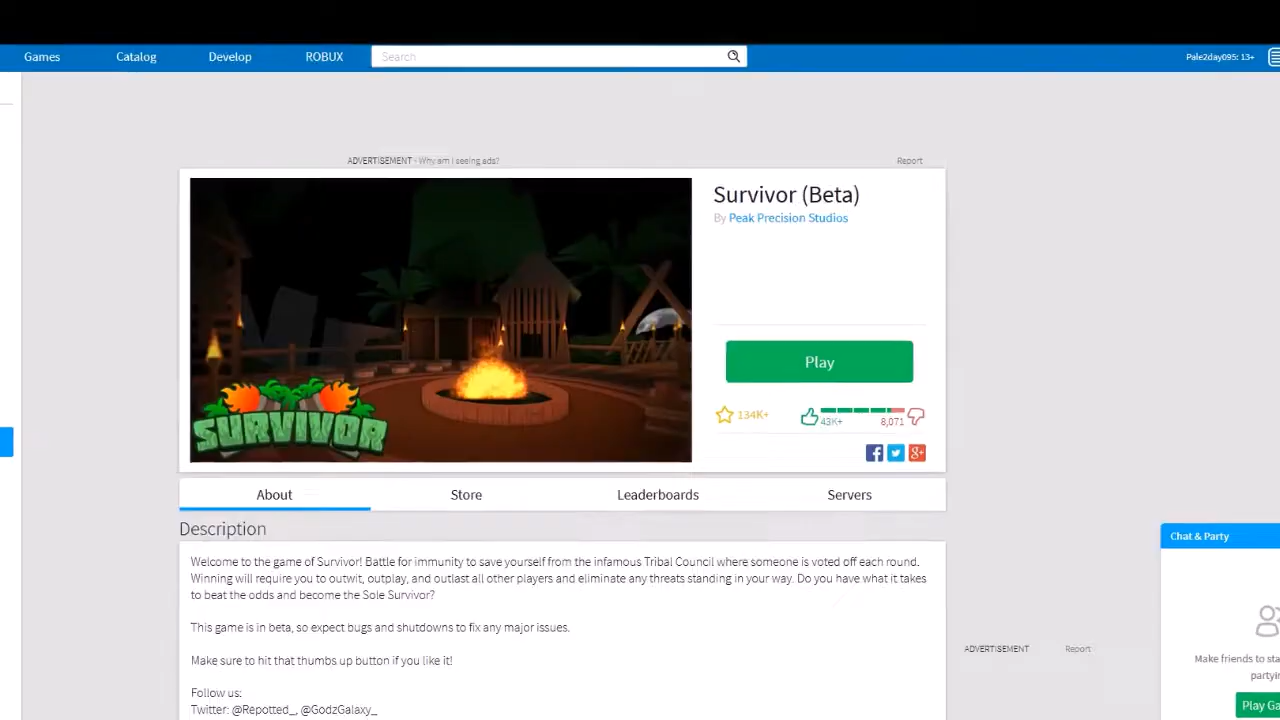 Games Catalog Develop ROBUX Search Pale2day095: 13+
ADVERTISEMENT - Why am I seeing ads? Report
Survivor (Beta)
By Peak Precision Studios
SURVIVOR
Play
134K+ 43K+ 8,071
About Store Leaderboards Servers
Description
Welcome to the game of Survivor! Battle for immunity to save yourself from the infamous Tribal Council where someone is voted off each round.
Winning will require you to outwit, outplay, and outlast all other players and eliminate any threats standing in your way. Do you have what it takes
to beat the odds and become the Sole Survivor?
This game is in beta, so expect bugs and shutdowns to fix any major issues.
Make sure to hit that thumbs up button if you like it!
Follow us:
Twitter: @Repotted_, @GodzGalaxy_
ADVERTISEMENT Report
Chat & Party
Make friends to
Play